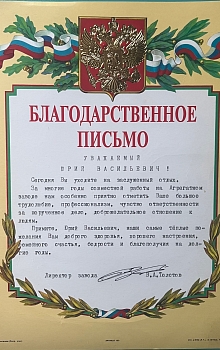 БЛАГОДАРСТВЕННОЕ
ПИСЬМО
УВАЖАЕМЫЙ
ЮРИЙ ВАСИЛЬЕВИЧ !
Сегодня Вы уходите на заслуженный отдых.
За многие годы совместной работы на Агрегатном
заводе нам особенно приятно отметить Ваше большое
трудолюбие, профессионализм, чувство ответственности
за порученное дело, доброжелательное отношение к
людям.
Примите, Юрий Васильевич, наши самые тёплые по-
желания Вам доброго здоровья, хорошего настроения,
семейного счастья, бодрости и благополучия на дол-
гие годы.
Директор завода В.А.Толстов